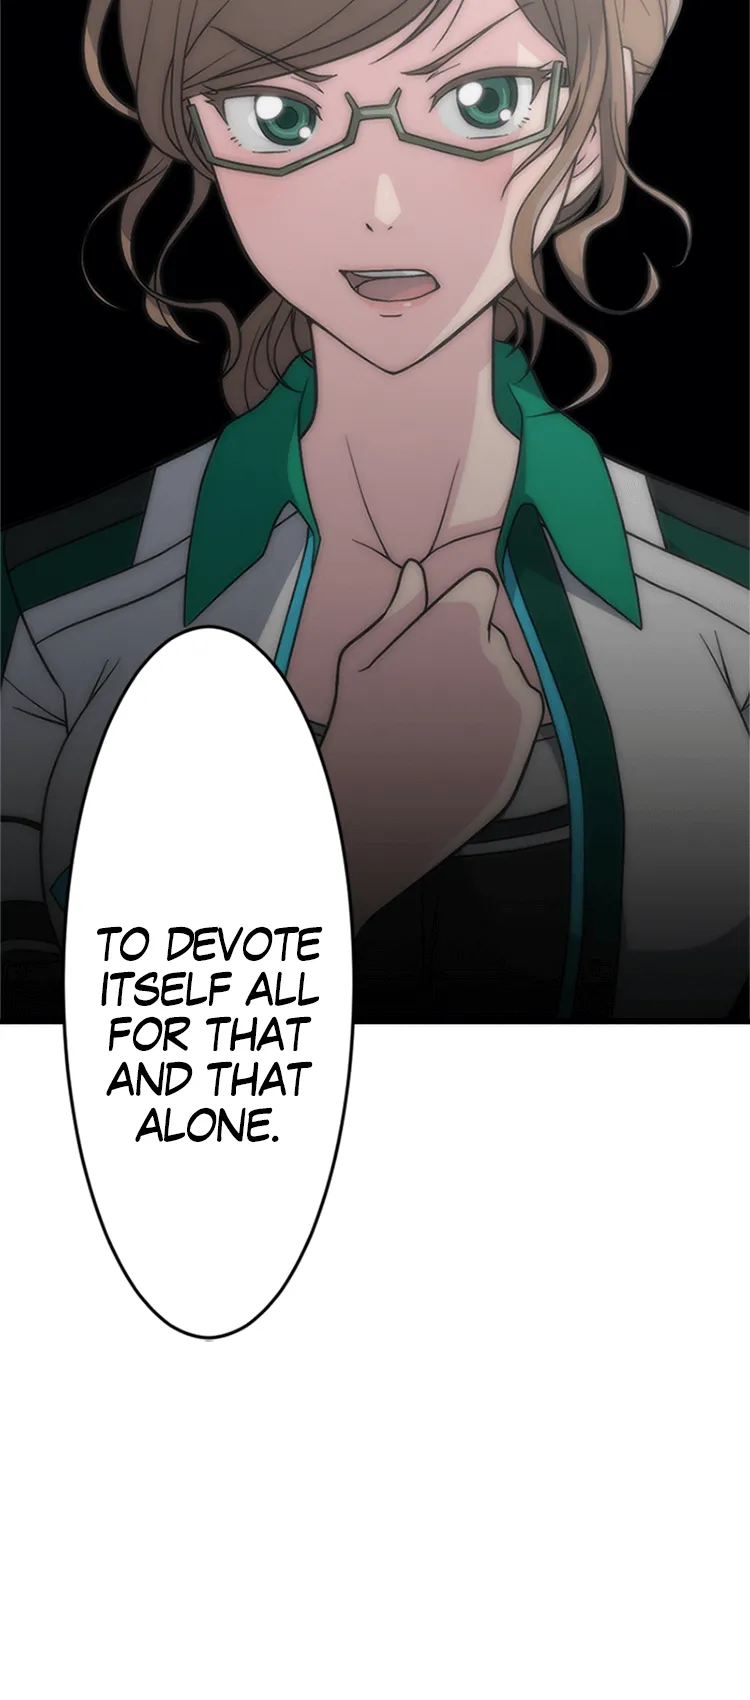 TO DEVOTE
ITSELF ALL
FOR THAT
AND THAT
ALONE.